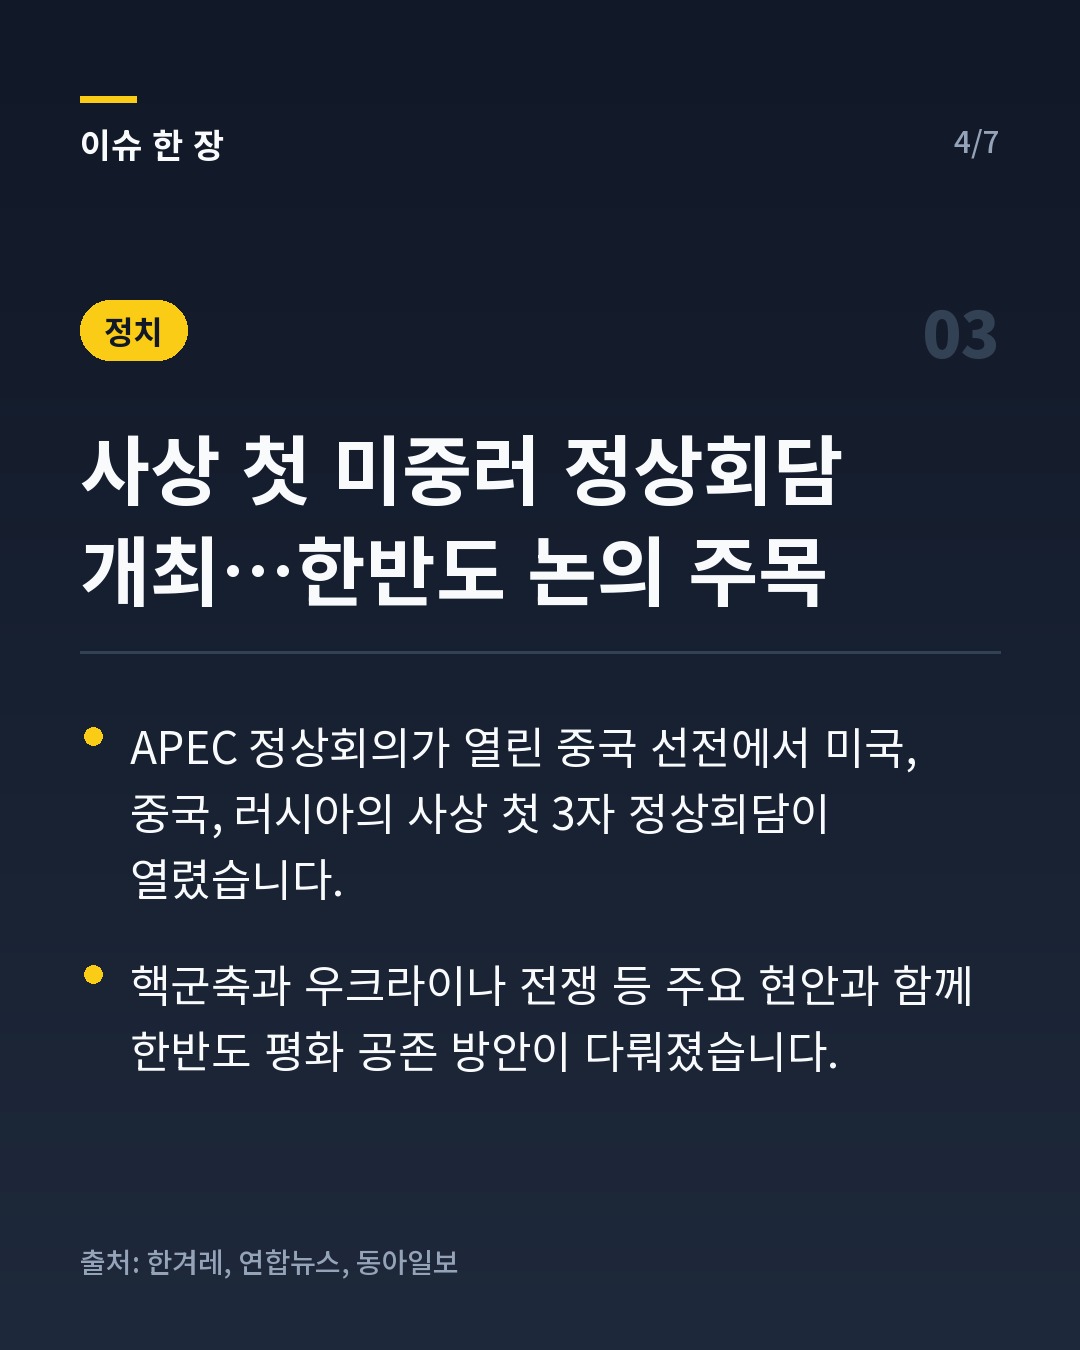 이슈 한 장
4/7
정치
03
사상 첫 미중러 정상회담
개최…한반도 논의 주목
APEC 정상회의가 열린 중국 선전에서 미국,
중국, 러시아의 사상 첫 3자 정상회담이
열렸습니다.
핵군축과 우크라이나 전쟁 등 주요 현안과 함께
한반도 평화 공존 방안이 다뤄졌습니다.
출처: 한겨레, 연합뉴스, 동아일보